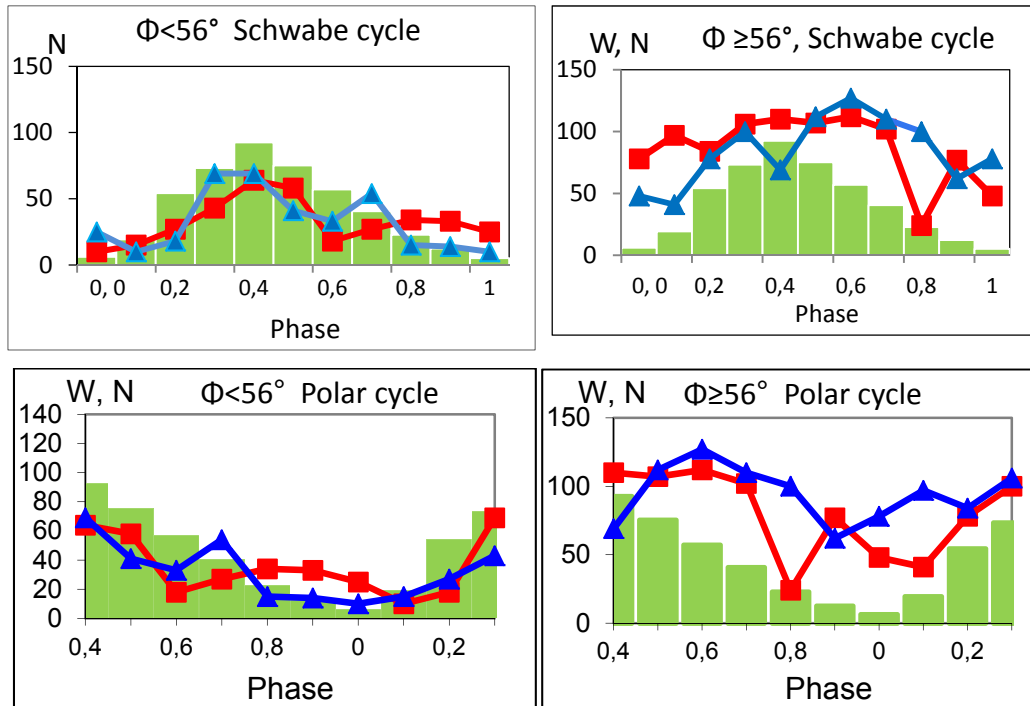 Φ<56° Schwabe cycle
N
150
100
50
0
0, 0 0,2 0,4 0,6 0,8 1
Phase
Φ ≥56°, Schwabe cycle
W, N
150
100
50
0
0, 0 0,2 0,4 0,6 0,8 1
Phase
W, N Φ<56° Polar cycle
140
120
100
80
60
40
20
0
0,4 0,6 0,8 0 0,2
Phase
W, N Φ≥56° Polar cycle
150
100
50
0
0,4 0,6 0,8 0 0,2
Phase